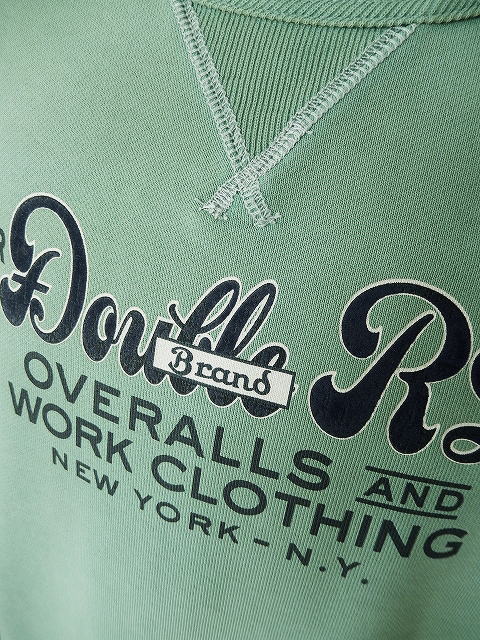 Double R
Brand
OVERALLS AND
WORK CLOTHING
NEW YORK - N.Y.